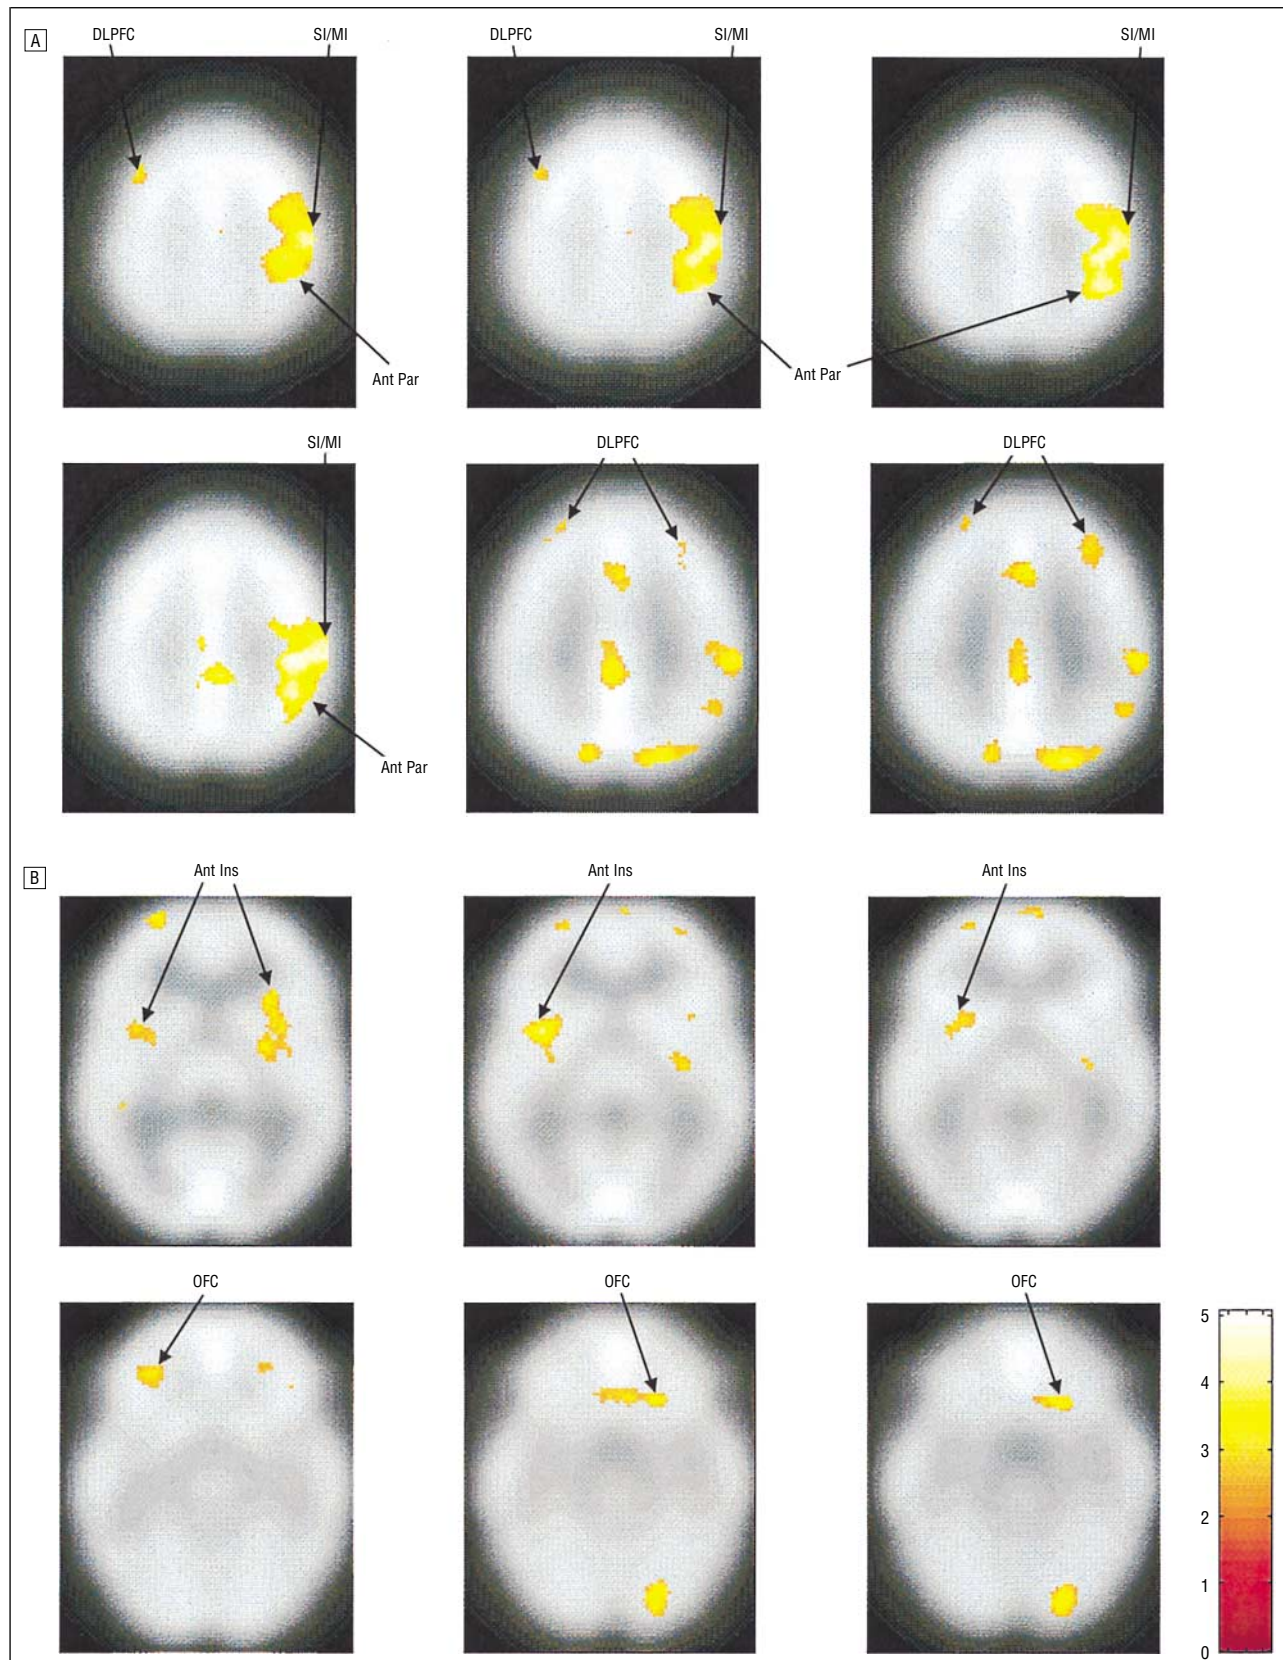 A
DLPFC
SI/MI
DLPFC
SI/MI
SI/MI
Ant Par
Ant Par
SI/MI
DLPFC
DLPFC
Ant Par
B
Ant Ins
Ant Ins
Ant Ins
OFC
OFC
OFC
5
4
3
2
1
0